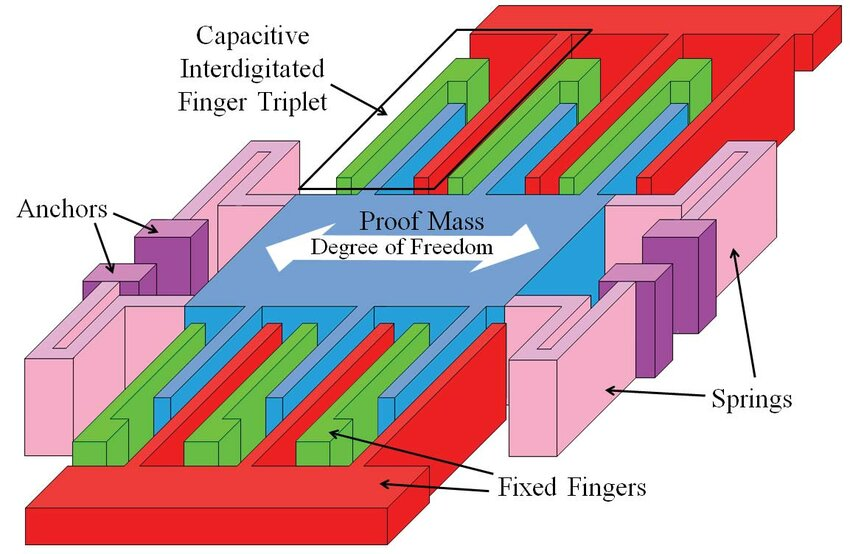 Capacitive
Interdigitated
Finger Triplet
Anchors
Proof Mass
Degree of Freedom
Springs
Fixed Fingers